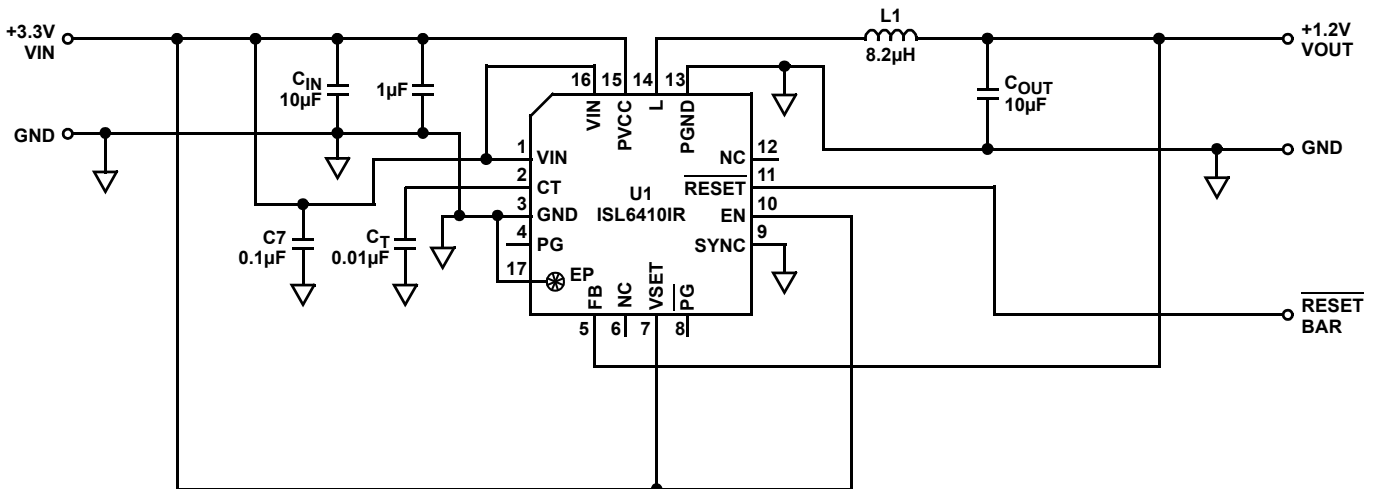 +3.3V
VIN
GND
CIN
10µF
1µF
C7
0.1µF
CT
0.01µF
16
15
14
13
VIN
PVCC
L
PGND
1
VIN
2
CT
3
GND
4
PG
17
EP
U1
ISL6410IR
12
NC
11
RESET
10
EN
9
SYNC
FB
NC
VSET
PG
5
6
7
8
L1
8.2µH
COUT
10µF
+1.2V
VOUT
GND
RESET
BAR